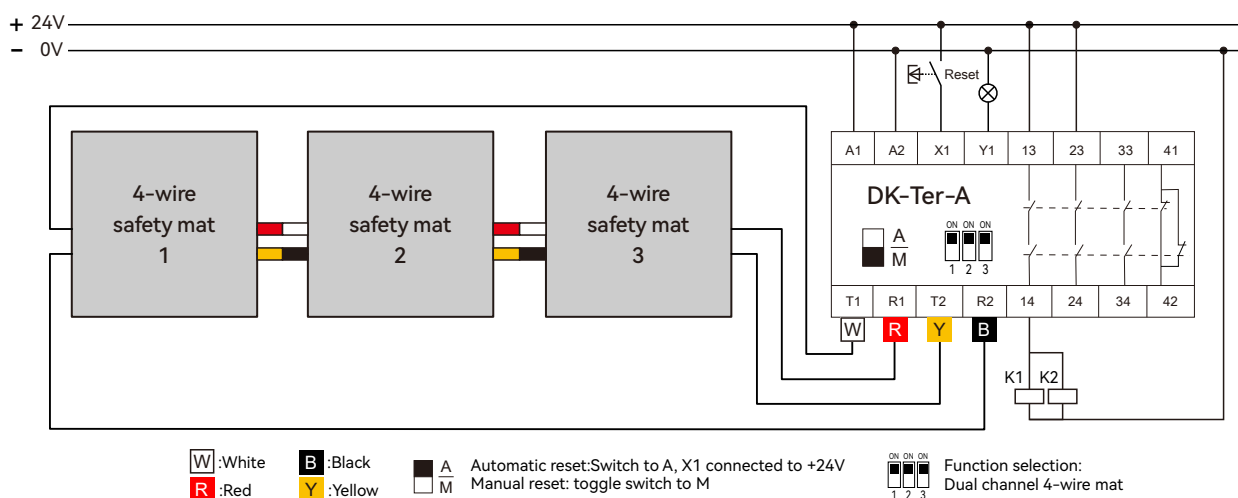 + 24V
− 0V
Reset
A1 A2 X1 Y1 13 23 33 41
4-wire
safety mat
1
4-wire
safety mat
2
4-wire
safety mat
3
DK-Ter-A
A
M
ON ON ON
1 2 3
T1 R1 T2 R2 14 24 34 42
W R Y B
K1 K2
W :White
B :Black
R :Red
Y :Yellow
A
M
Automatic reset:Switch to A, X1 connected to +24V
Manual reset: toggle switch to M
ON ON ON
1 2 3
Function selection:
Dual channel 4-wire mat